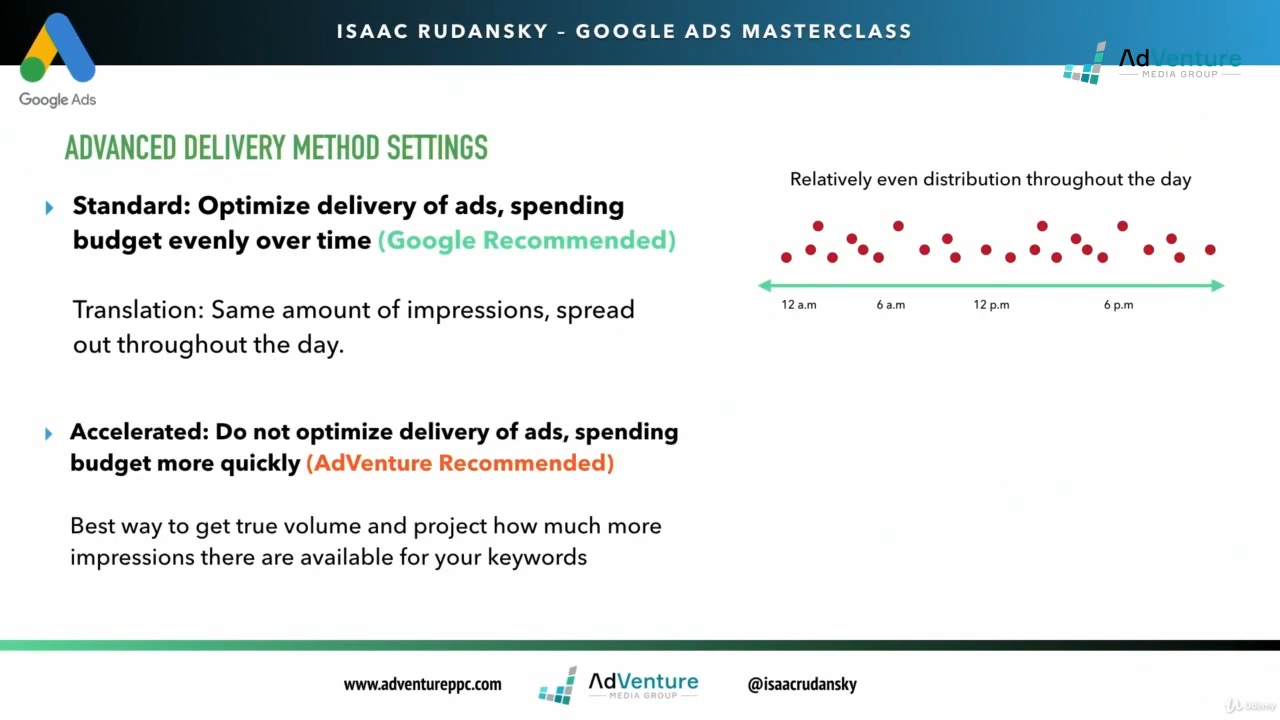 ISAAC RUDANSKY – GOOGLE ADS MASTERCLASS
Google Ads
AdVenture
MEDIA GROUP
ADVANCED DELIVERY METHOD SETTINGS
Standard: Optimize delivery of ads, spending
budget evenly over time (Google Recommended)
Translation: Same amount of impressions, spread
out throughout the day.
Accelerated: Do not optimize delivery of ads, spending
budget more quickly (AdVenture Recommended)
Best way to get true volume and project how much more
impressions there are available for your keywords
Relatively even distribution throughout the day
12 a.m
6 a.m
12 p.m
6 p.m
www.adventureppc.com
AdVenture
MEDIA GROUP
@isaacrudansky
Udemy